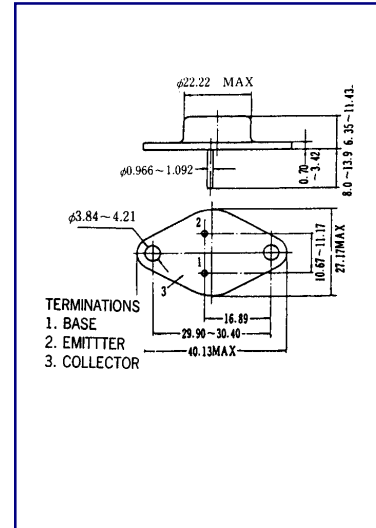 φ22.22 MAX
6.35~11.43
0.70
~3.42
8.0~13.9
φ0.966~1.092
φ3.84~4.21
2
1
3
10.67~11.17
27.17MAX
TERMINATIONS
1. BASE
2. EMITTTER
3. COLLECTOR
16.89
29.90~30.40
40.13MAX